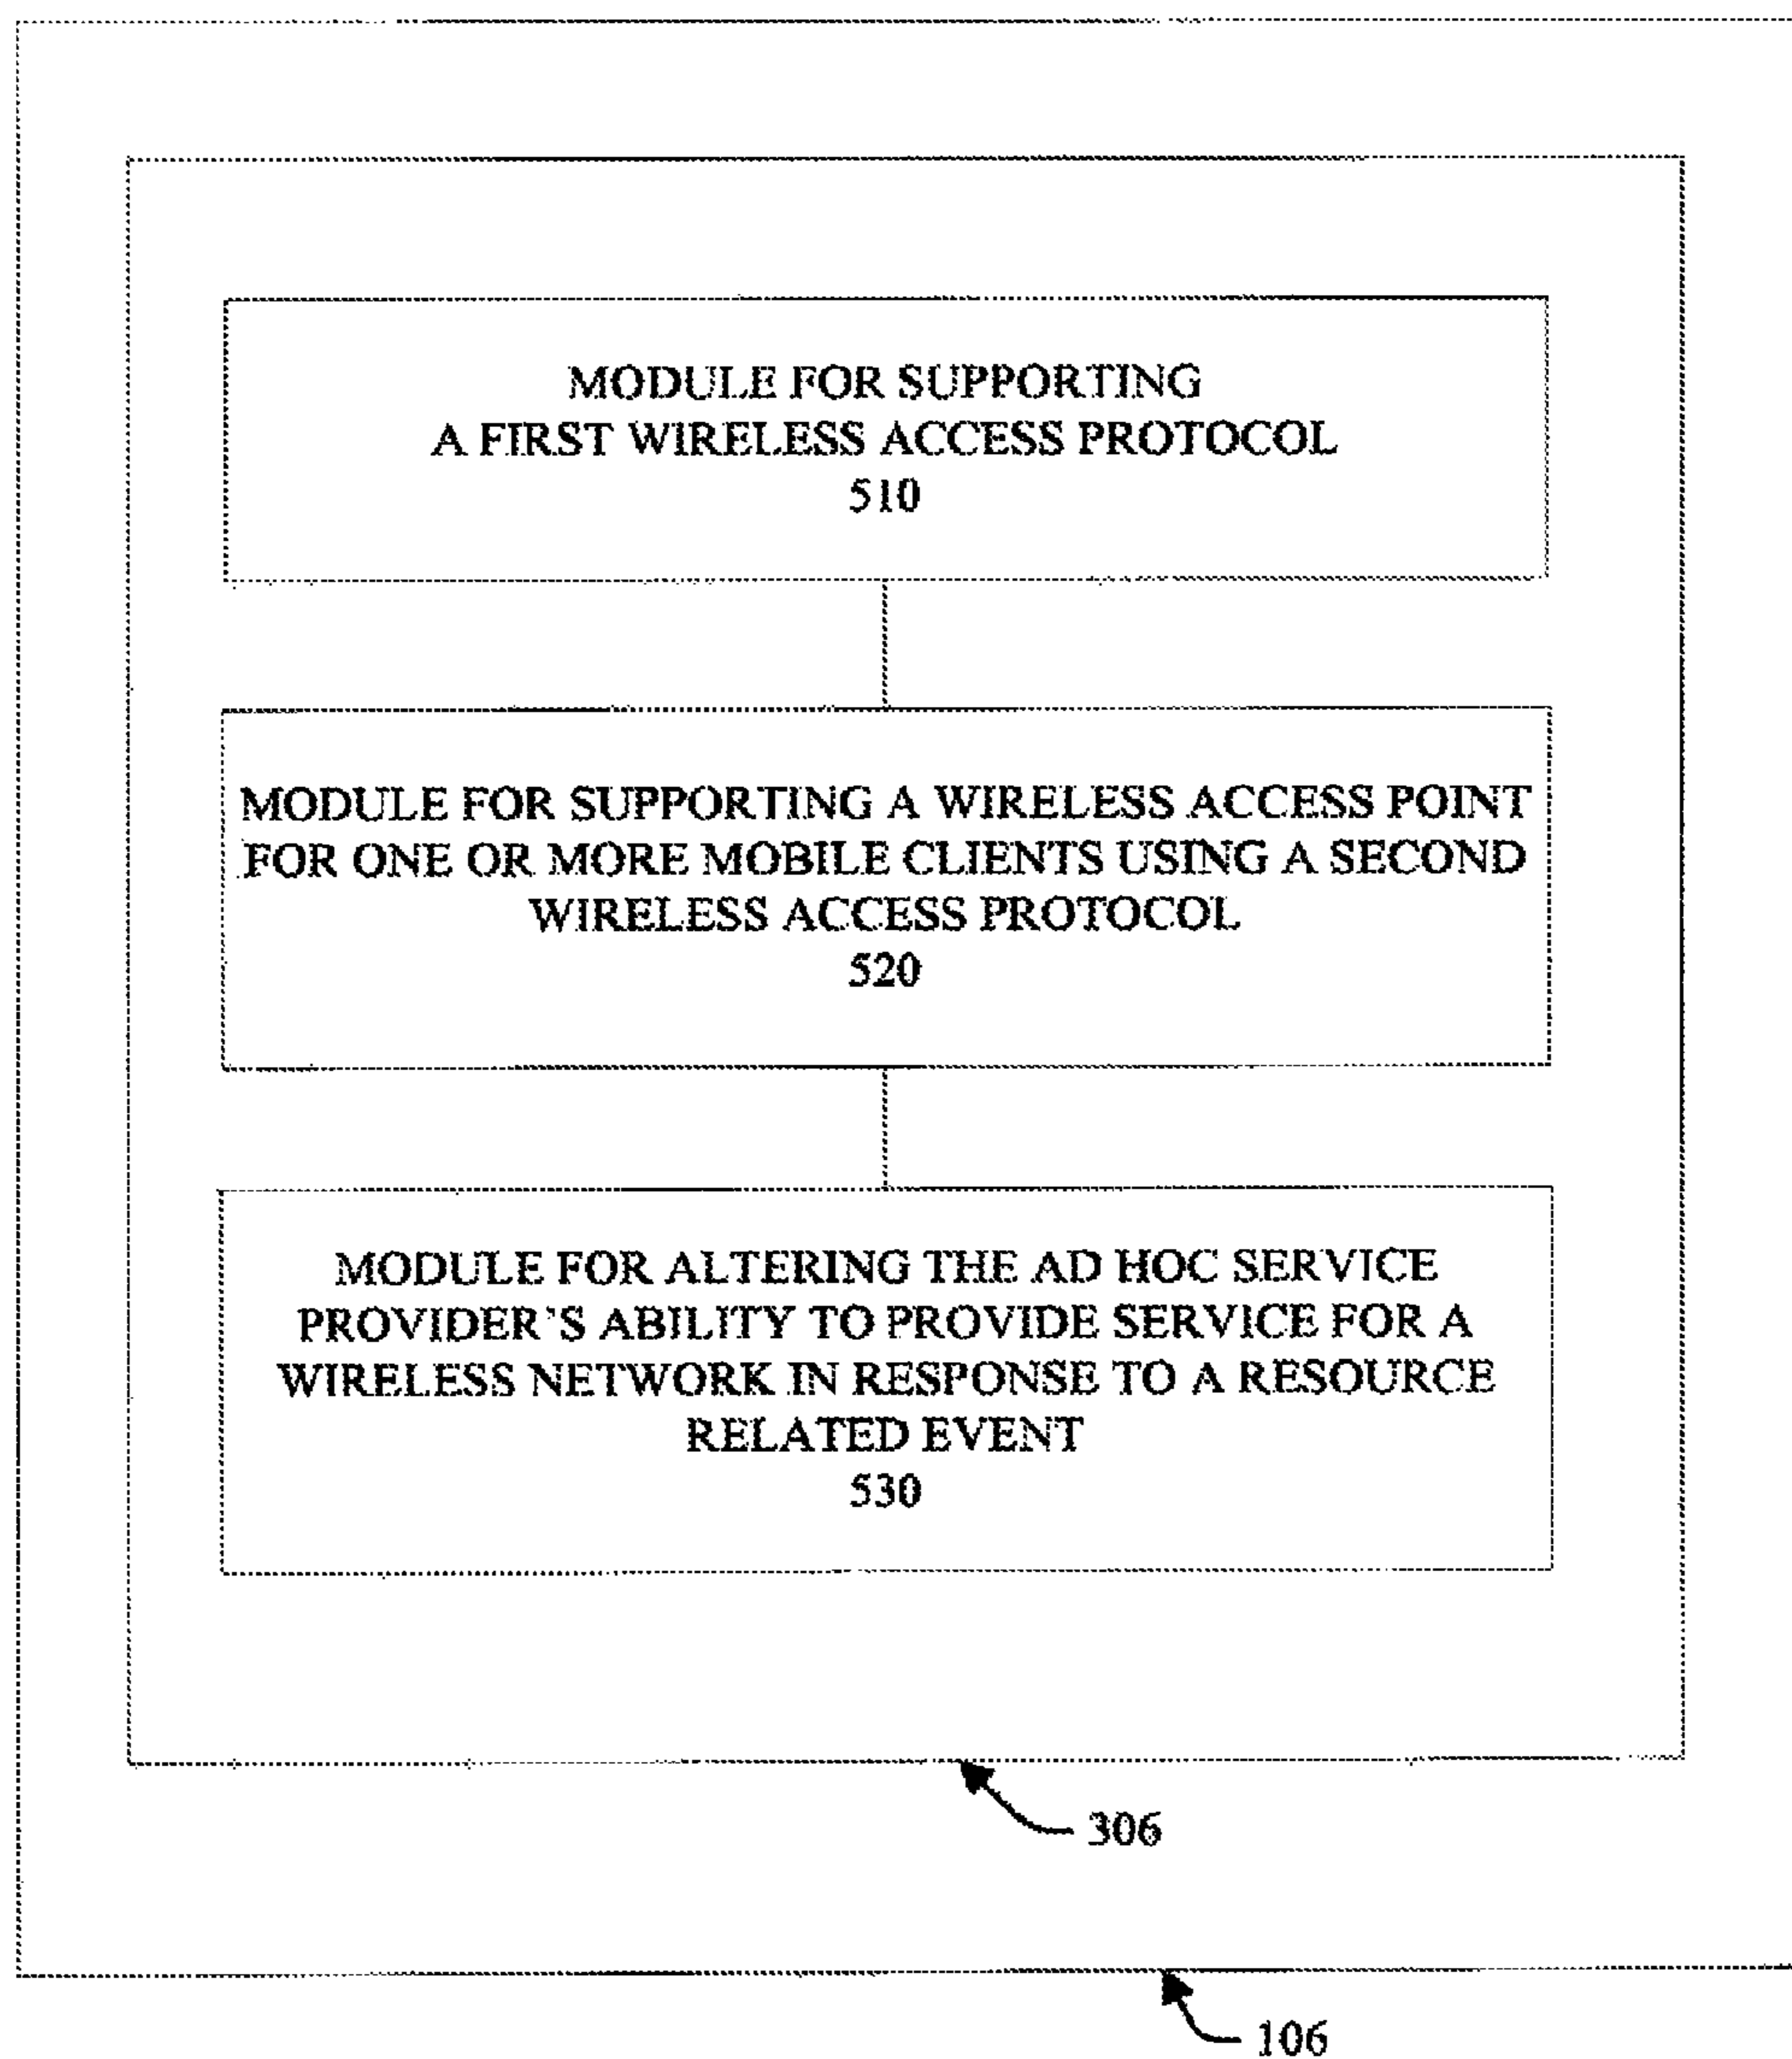 MODULE FOR SUPPORTING
A FIRST WIRELESS ACCESS PROTOCOL
510
MODULE FOR SUPPORTING A WIRELESS ACCESS POINT
FOR ONE OR MORE MOBILE CLIENTS USING A SECOND
WIRELESS ACCESS PROTOCOL
520
MODULE FOR ALTERING THE AD HOC SERVICE
PROVIDER'S ABILITY TO PROVIDE SERVICE FOR A
WIRELESS NETWORK IN RESPONSE TO A RESOURCE
RELATED EVENT
530
306
106